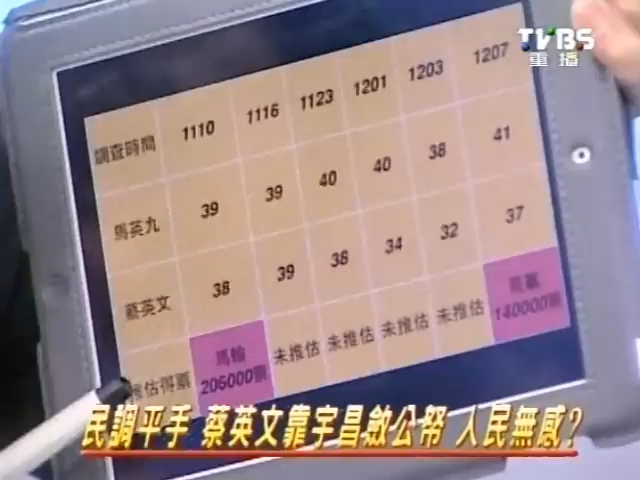 TVBS
重播
調查時間 1110 1116 1123 1201 1203 1207
馬英九 39 39 40 40 38 41
蔡英文 38 39 38 34 32 37
推估得票 馬輸 206000票 未推估 未推估 未推估 未推估 馬贏 140000票
民調平手 蔡英文靠宇昌斂公帑 人民無感?